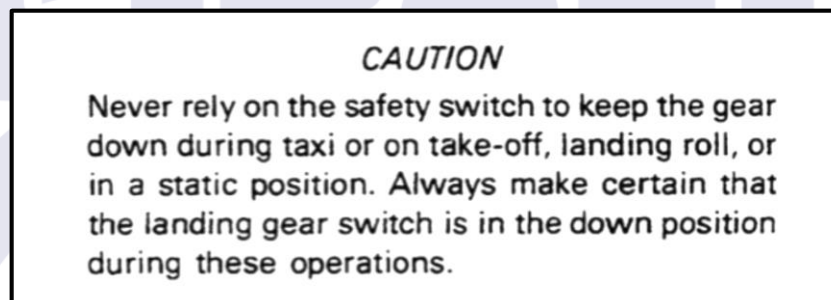 CAUTION
Never rely on the safety switch to keep the gear
down during taxi or on take-off, landing roll, or
in a static position. Always make certain that
the landing gear switch is in the down position
during these operations.